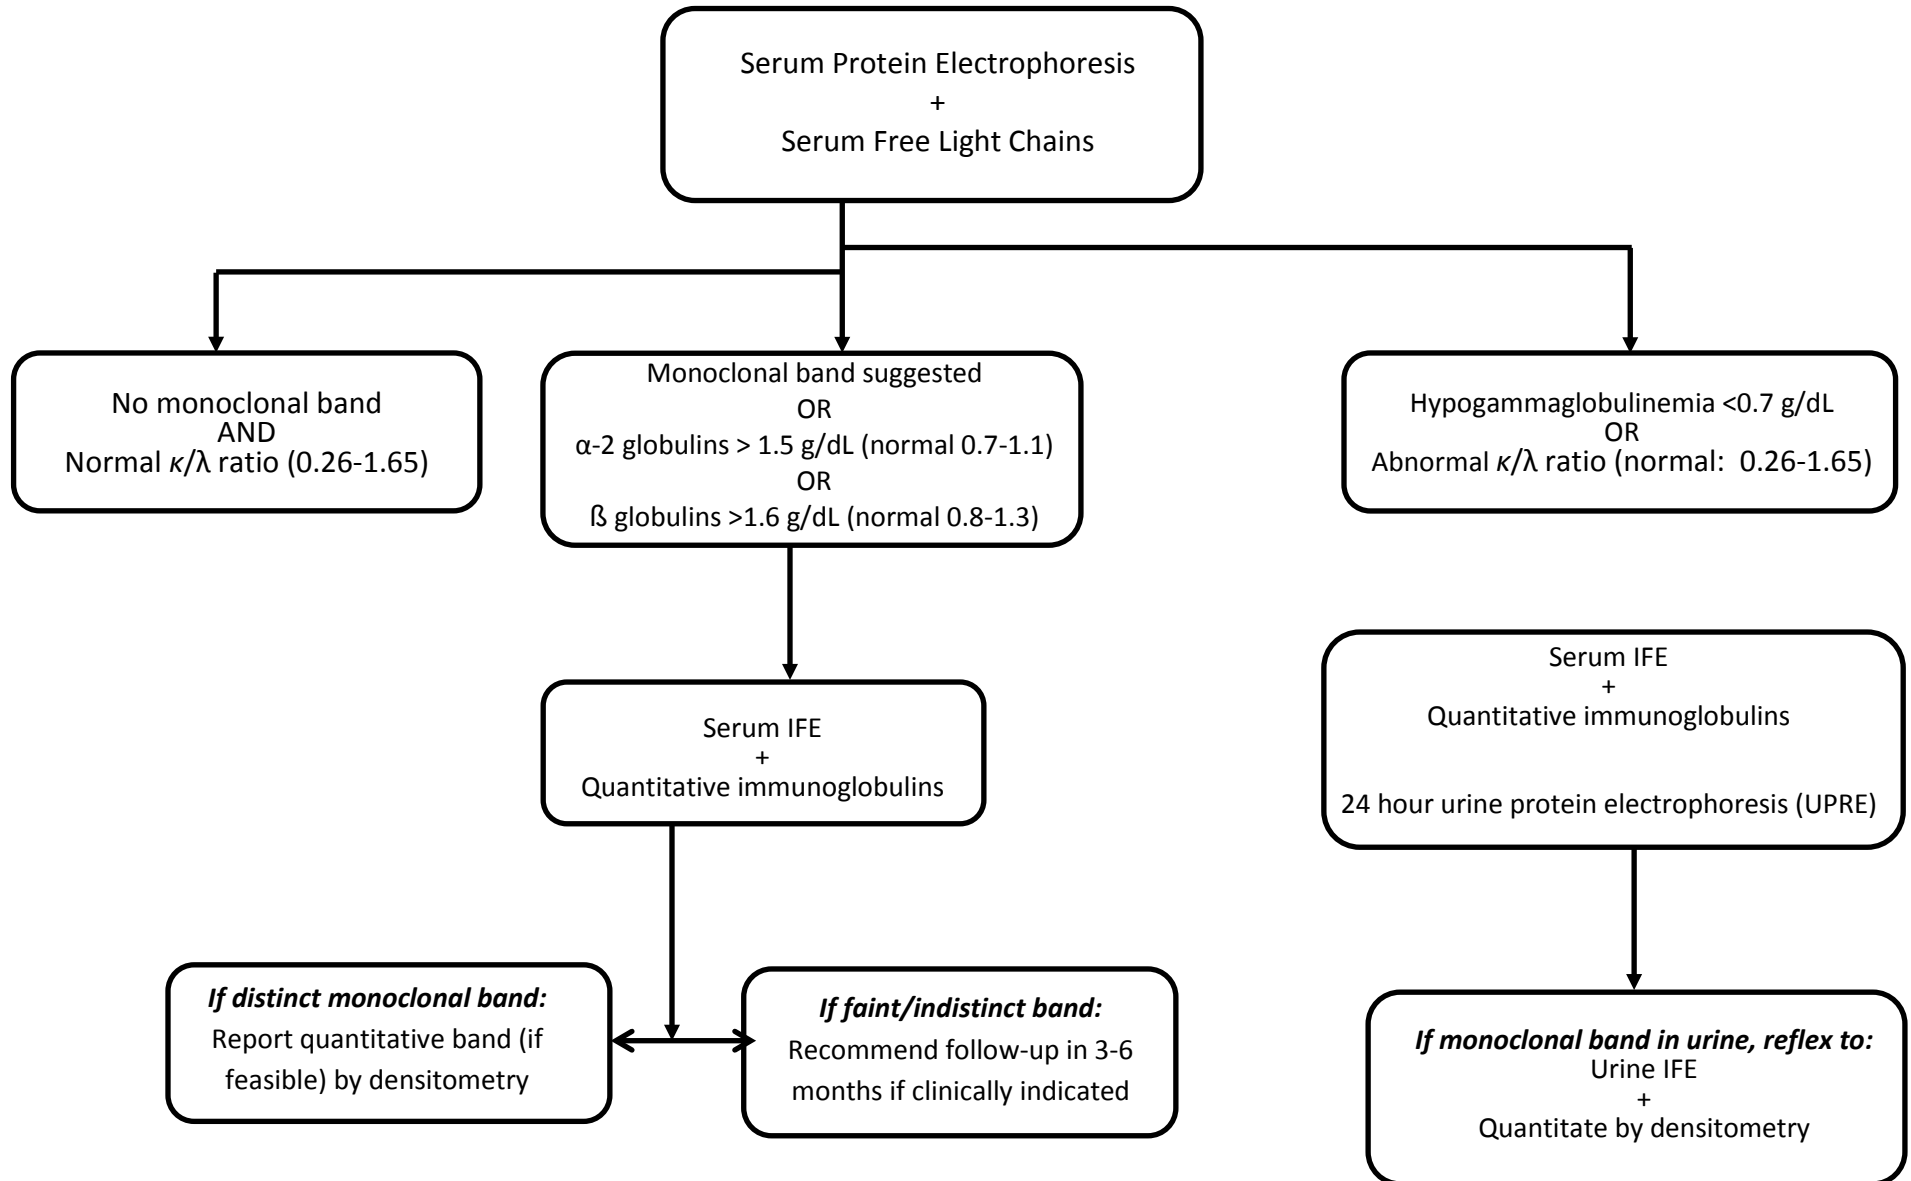 Serum Protein Electrophoresis
+
Serum Free Light Chains
No monoclonal band
AND
Normal κ/λ ratio (0.26-1.65)
Monoclonal band suggested
OR
α-2 globulins > 1.5 g/dL (normal 0.7-1.1)
OR
ß globulins >1.6 g/dL (normal 0.8-1.3)
Hypogammaglobulinemia <0.7 g/dL
OR
Abnormal κ/λ ratio (normal: 0.26-1.65)
Serum IFE
+
Quantitative immunoglobulins
Serum IFE
+
Quantitative immunoglobulins
24 hour urine protein electrophoresis (UPRE)
If distinct monoclonal band:
Report quantitative band (if
feasible) by densitometry
If faint/indistinct band:
Recommend follow-up in 3-6
months if clinically indicated
If monoclonal band in urine, reflex to:
Urine IFE
+
Quantitate by densitometry